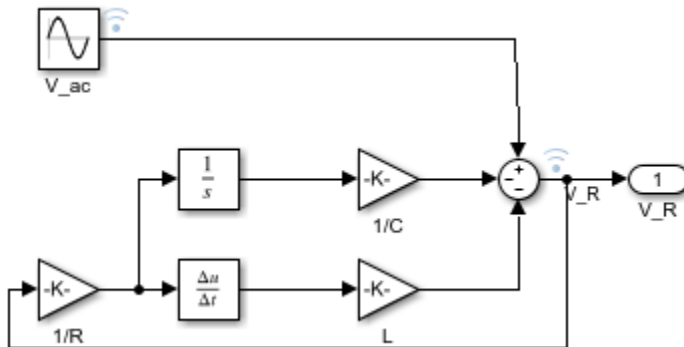 V_ac
1
s
-K-
1/C
+
-
-
V_R
1
V_R
-K-
1/R
Δu
Δt
-K-
L